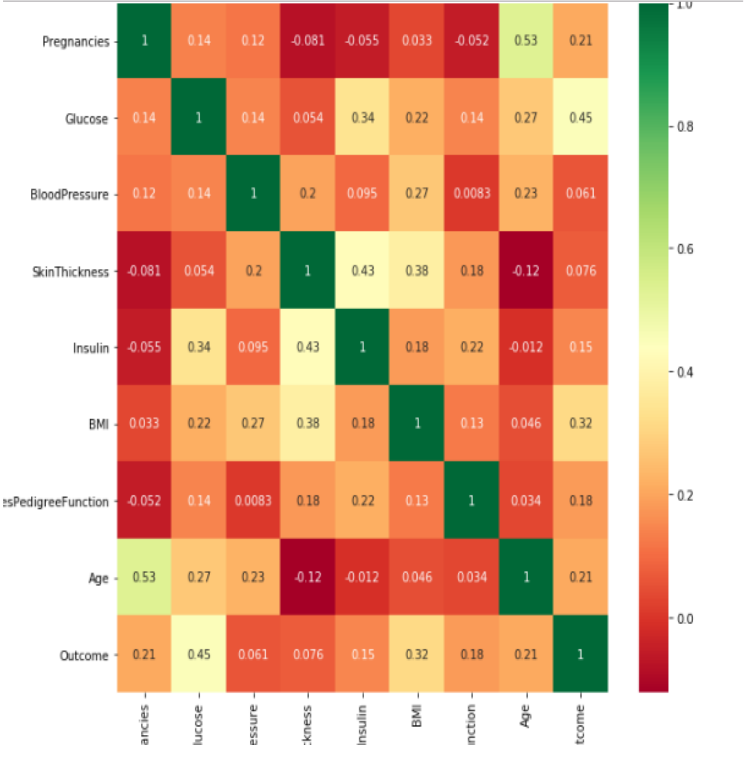 Pregnancies 1 0.14 0.12 -0.081 -0.055 0.033 -0.052 0.53 0.21
Glucose 0.14 1 0.14 0.054 0.34 0.22 0.14 0.27 0.45
BloodPressure 0.12 0.14 1 0.2 0.095 0.27 0.0083 0.23 0.061
SkinThickness -0.081 0.054 0.2 1 0.43 0.38 0.18 -0.12 0.076
Insulin -0.055 0.34 0.095 0.43 1 0.18 0.22 -0.012 0.15
BMI 0.033 0.22 0.27 0.38 0.18 1 0.13 0.046 0.32
esPedigreeFunction -0.052 0.14 0.0083 0.18 0.22 0.13 1 0.034 0.18
Age 0.53 0.27 0.23 -0.12 -0.012 0.046 0.034 1 0.21
Outcome 0.21 0.45 0.061 0.076 0.15 0.32 0.18 0.21 1
ancies lucose essure ckness Insulin BMI nction Age tcome
1.0
0.8
0.6
0.4
0.2
0.0